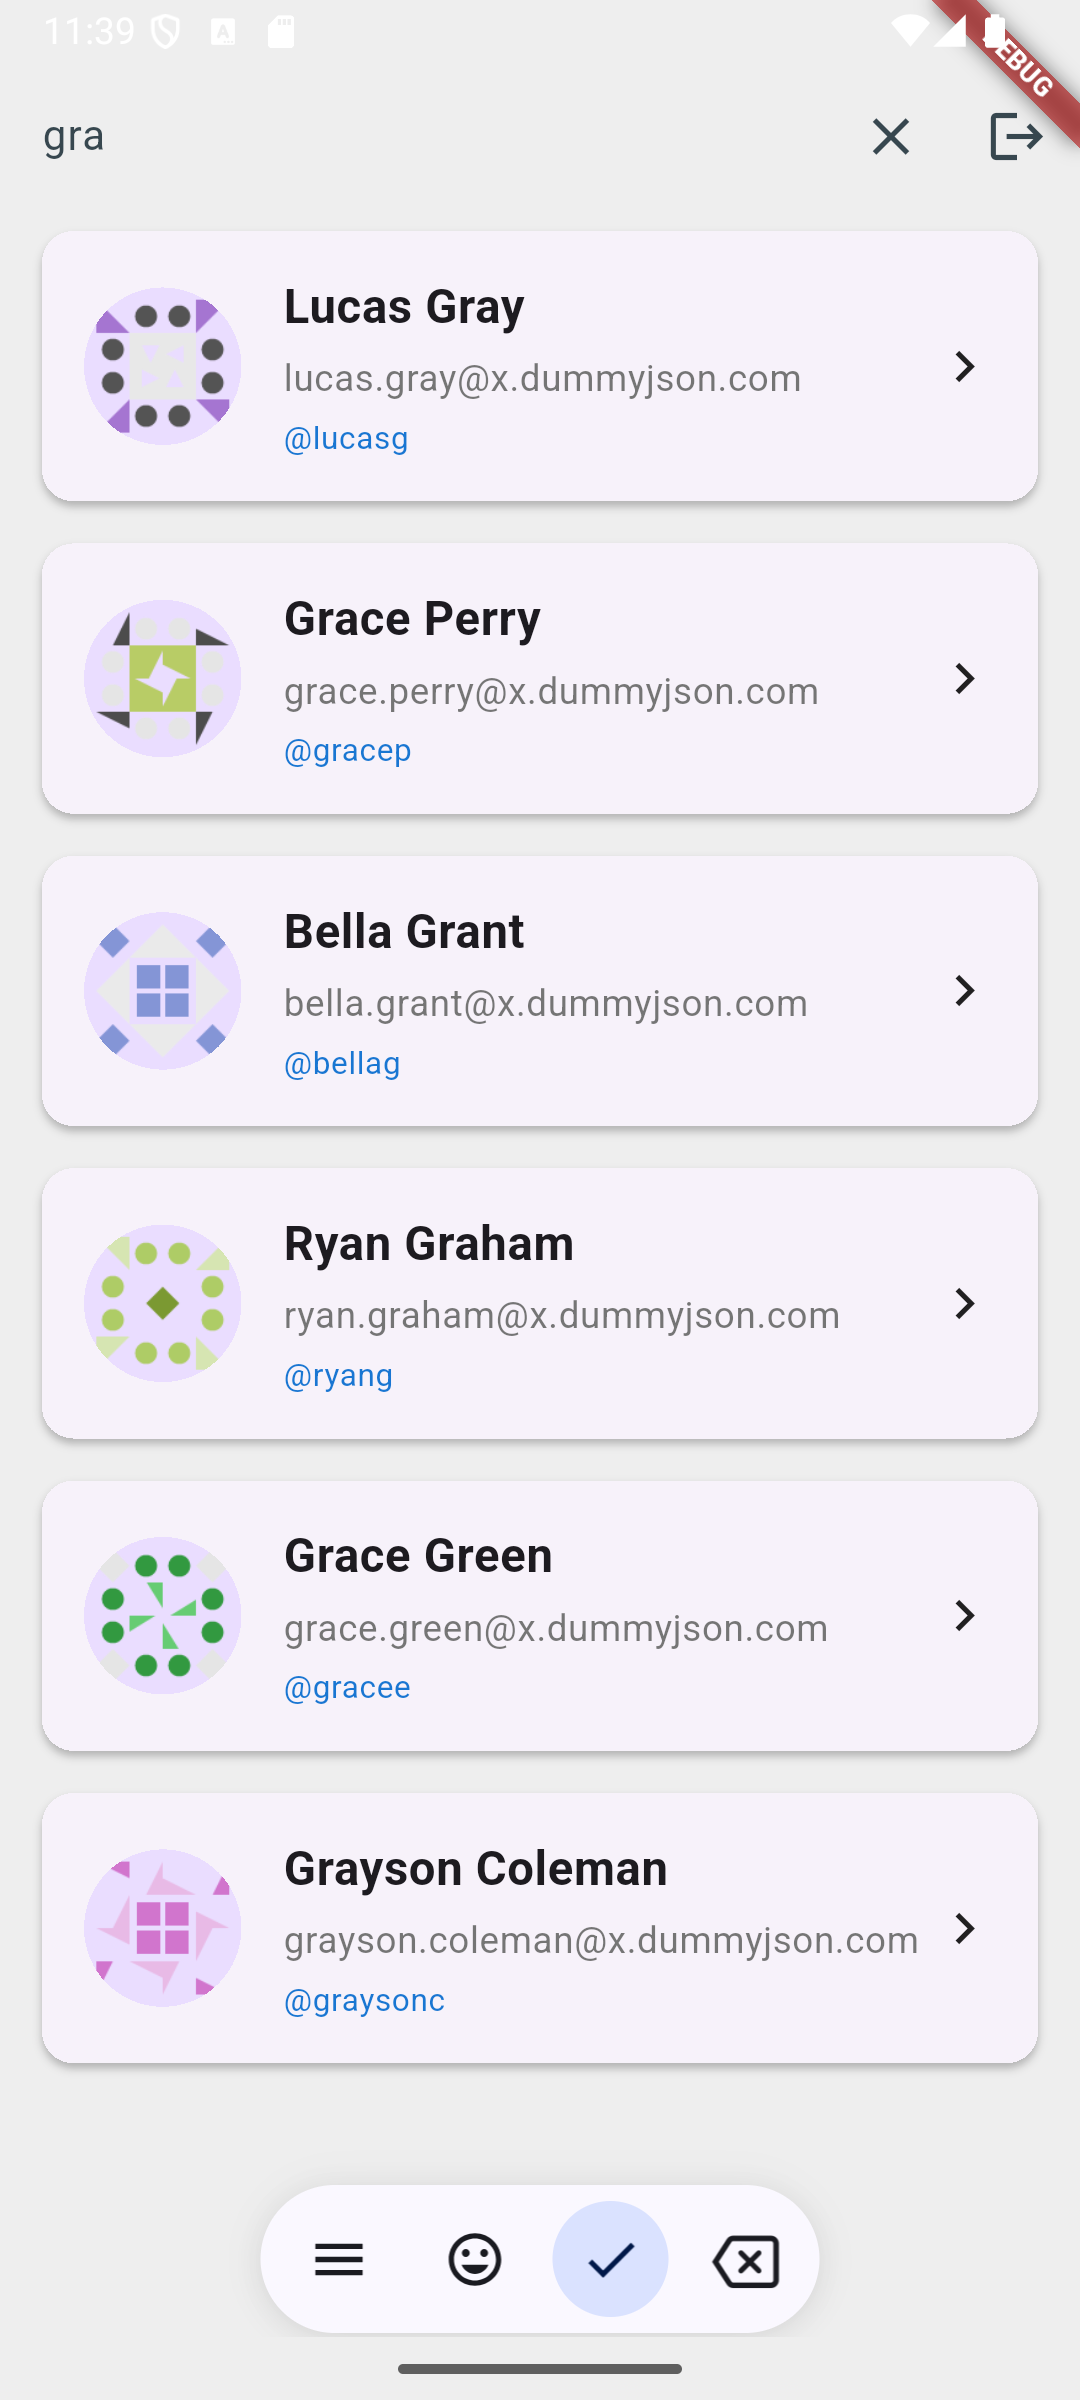 11:39
DEBUG
gra
Lucas Gray
lucas.gray@x.dummyjson.com
@lucasg
Grace Perry
grace.perry@x.dummyjson.com
@gracep
Bella Grant
bella.grant@x.dummyjson.com
@bellag
Ryan Graham
ryan.graham@x.dummyjson.com
@ryang
Grace Green
grace.green@x.dummyjson.com
@gracee
Grayson Coleman
grayson.coleman@x.dummyjson.com
@graysonc